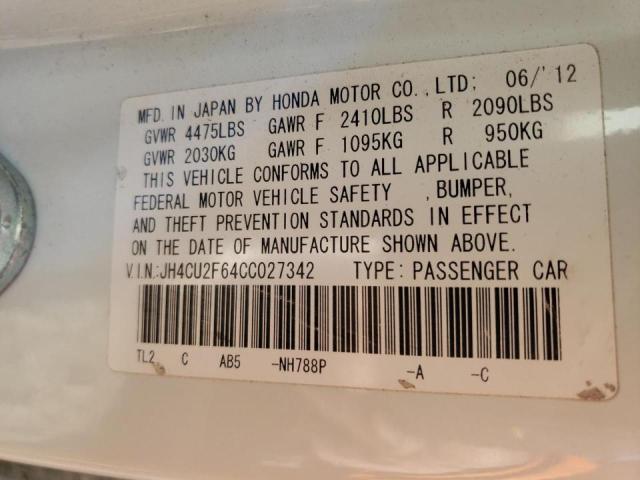 MFD. IN JAPAN BY HONDA MOTOR CO., LTD; 06/'12
GVWR 4475LBS GAWR F 2410LBS R 2090LBS
GVWR 2030KG GAWR F 1095KG R 950KG
THIS VEHICLE CONFORMS TO ALL APPLICABLE
FEDERAL MOTOR VEHICLE SAFETY , BUMPER,
AND THEFT PREVENTION STANDARDS IN EFFECT
ON THE DATE OF MANUFACTURE SHOWN ABOVE.
V.I.N:JH4CU2F64CC027342 TYPE: PASSENGER CAR
TL2 C AB5 -NH788P -A -C